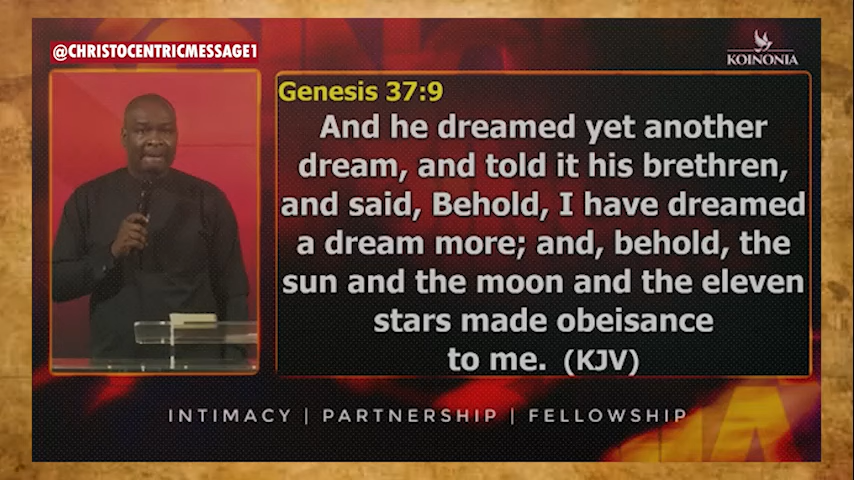 @CHRISTOCENTRICMESSAGE1
KOINONIA
Genesis 37:9
And he dreamed yet another
dream, and told it his brethren,
and said, Behold, I have dreamed
a dream more; and, behold, the
sun and the moon and the eleven
stars made obeisance
to me. (KJV)
INTIMACY | PARTNERSHIP | FELLOWSHIP